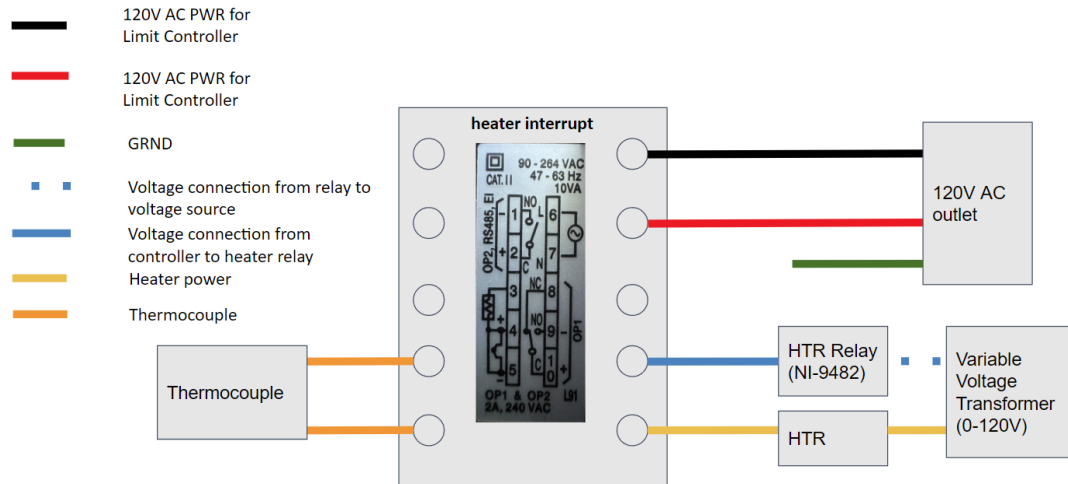 120V AC PWR for
Limit Controller
120V AC PWR for
Limit Controller
GRND
Voltage connection from relay to
voltage source
Voltage connection from
controller to heater relay
Heater power
Thermocouple
Thermocouple
heater interrupt
90 - 264 VAC
47 - 63 Hz
10VA
CAT. II
OP2, RS485, EI
- 1 NO L 6
+ 2 C N 7
3 NC 8
+ 4 NO 9 -
- 5 C 10 +
OP1
OP1 & OP2
2A, 240 VAC
L91
120V AC
outlet
HTR Relay
(NI-9482)
HTR
Variable
Voltage
Transformer
(0-120V)